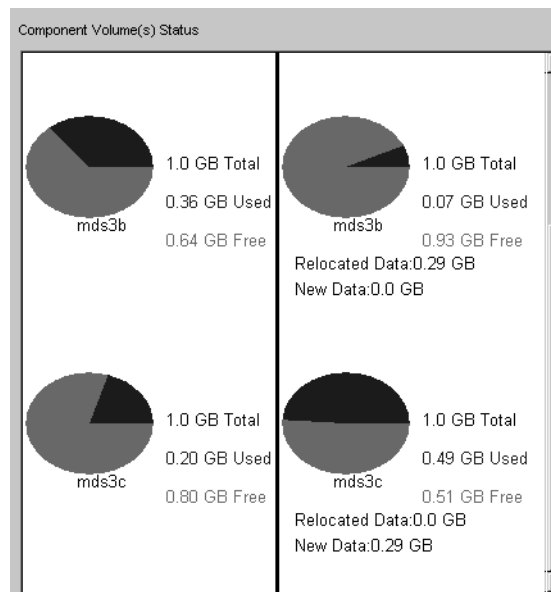 Component Volume(s) Status
1.0 GB Total
0.36 GB Used
0.64 GB Free
mds3b
1.0 GB Total
0.07 GB Used
0.93 GB Free
mds3b
Relocated Data:0.29 GB
New Data:0.0 GB
1.0 GB Total
0.20 GB Used
0.80 GB Free
mds3c
1.0 GB Total
0.49 GB Used
0.51 GB Free
mds3c
Relocated Data:0.0 GB
New Data:0.29 GB